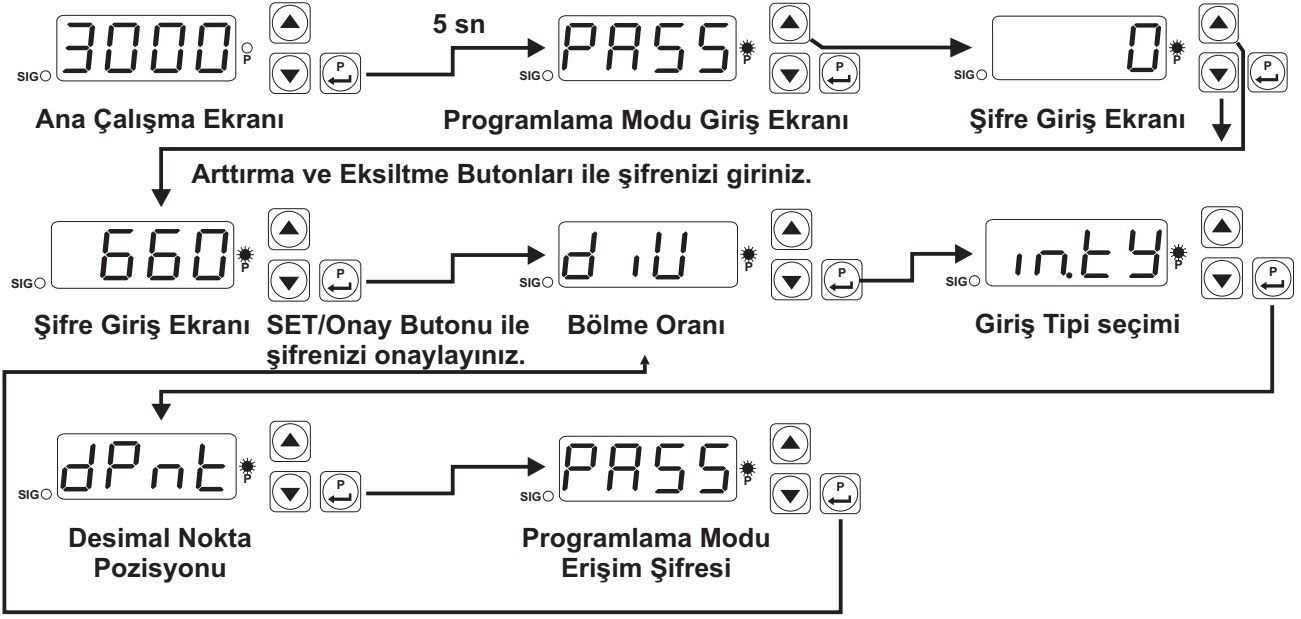 5 sn
3000 P PASS P 0 P
SIG P SIG P SIG P
Ana Çalışma Ekranı Programlama Modu Giriş Ekranı Şifre Giriş Ekranı
Arttırma ve Eksiltme Butonları ile şifrenizi giriniz.
660 P diU P in.tY P
SIG P SIG P SIG P
Şifre Giriş Ekranı SET/Onay Butonu ile Bölme Oranı Giriş Tipi seçimi
şifrenizi onaylayınız.
dPnt P PASS P
SIG P SIG P
Desimal Nokta Programlama Modu
Pozisyonu Erişim Şifresi